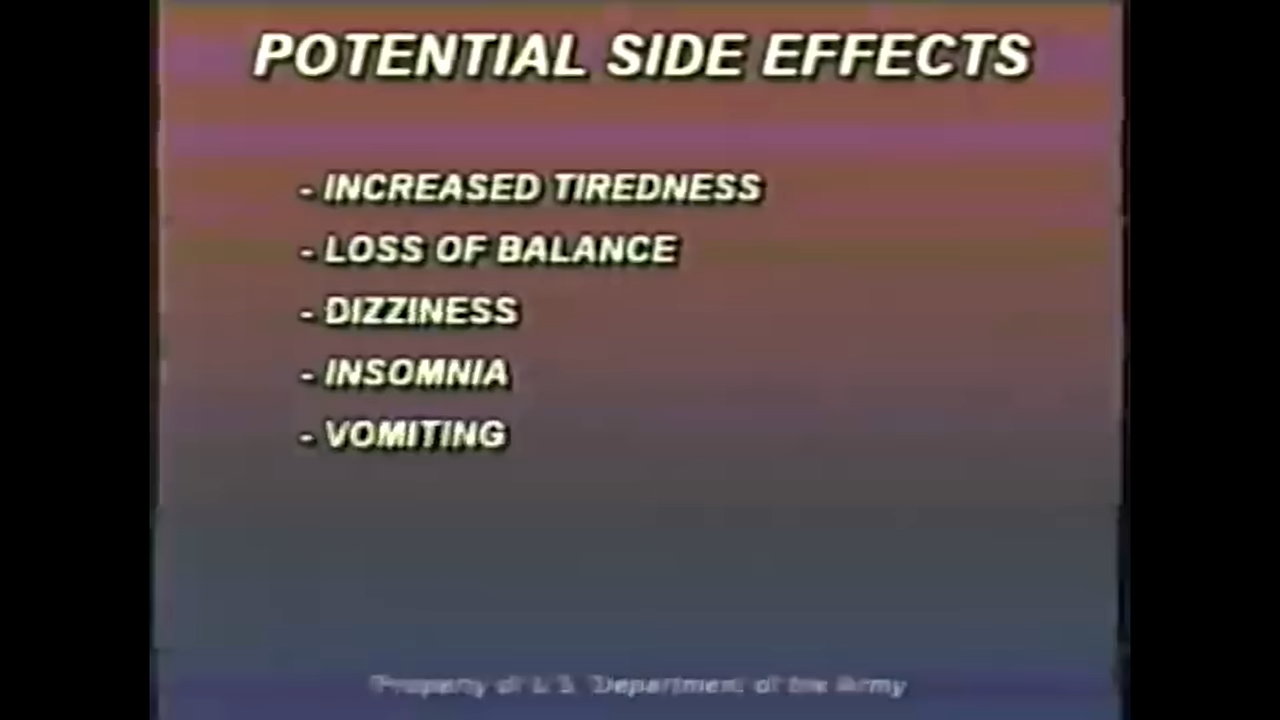 POTENTIAL SIDE EFFECTS
- INCREASED TIREDNESS
- LOSS OF BALANCE
- DIZZINESS
- INSOMNIA
- VOMITING
Property of U.S. Department of the Army